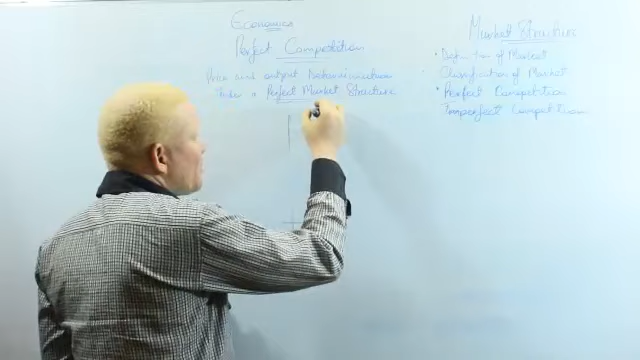 Economics
Perfect Competition
Price and output Determination
Under a Perfect Market Structure
Market Structure
• Definition of Market
• Classification of Market
• Perfect Competition
Imperfect Competition